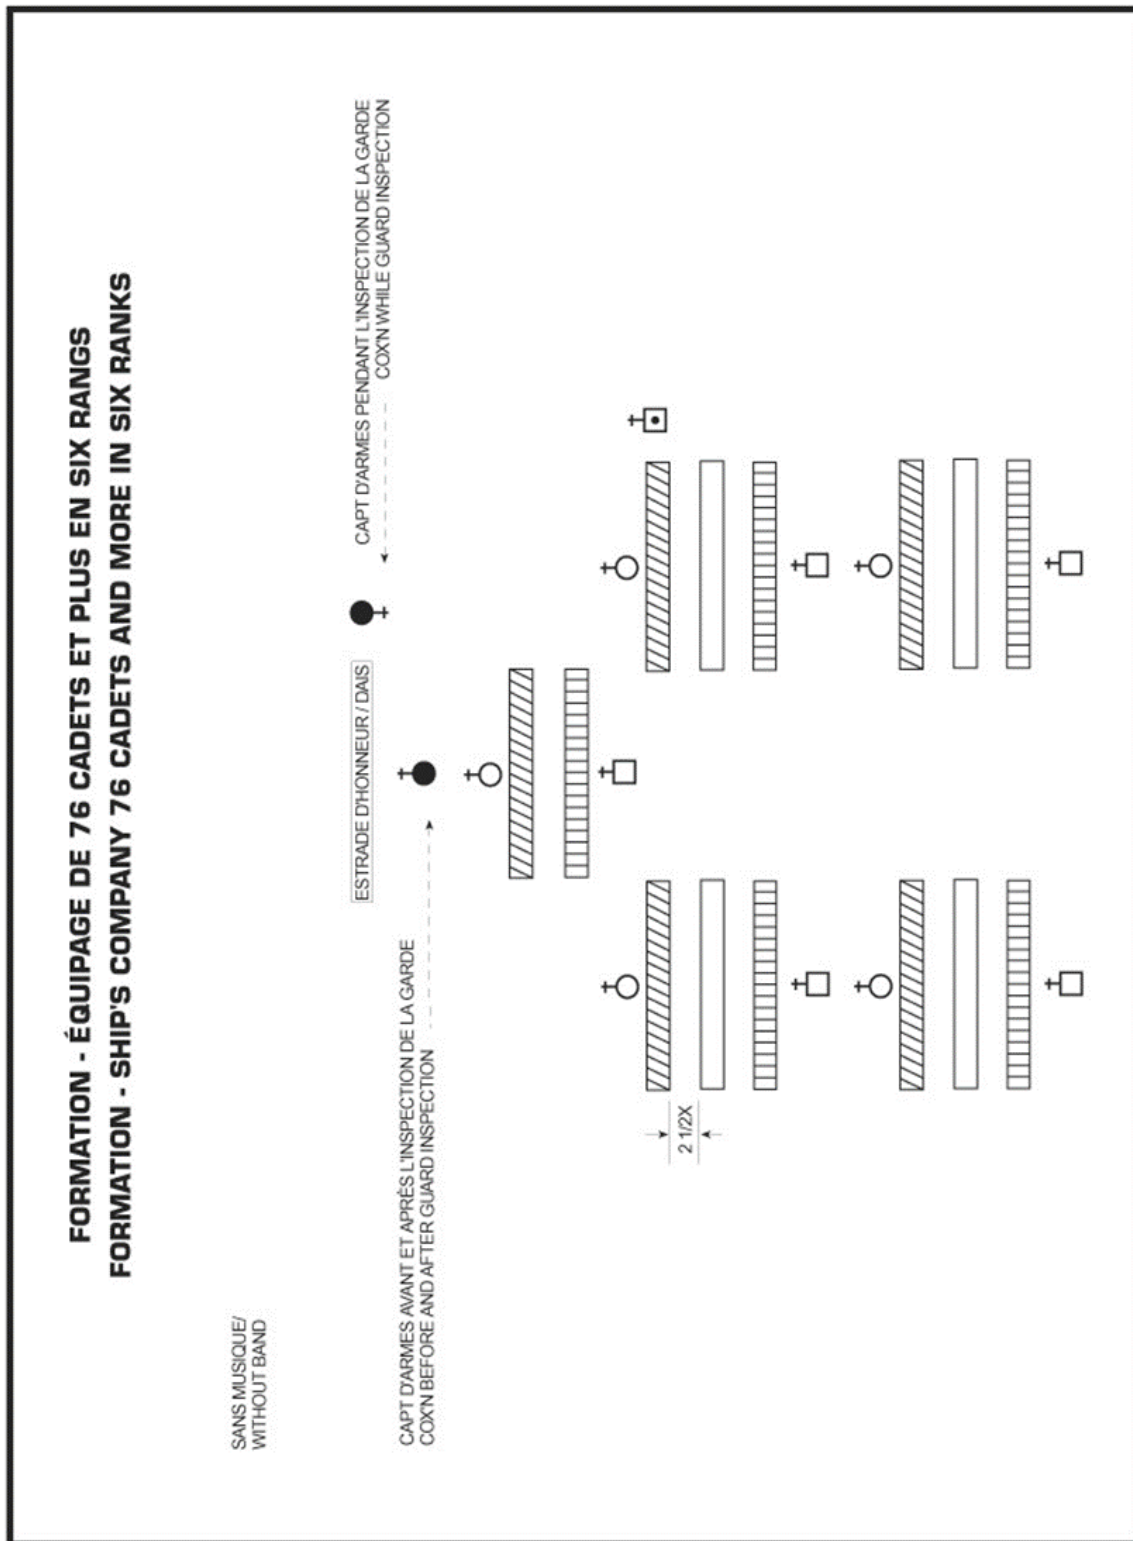 FORMATION - ÉQUIPAGE DE 76 CADETS ET PLUS EN SIX RANGS
FORMATION - SHIP'S COMPANY 76 CADETS AND MORE IN SIX RANKS
SANS MUSIQUE/
WITHOUT BAND
CAPT D'ARMES PENDANT L'INSPECTION DE LA GARDE
COX'N WHILE GUARD INSPECTION
ESTRADE D'HONNEUR / DAIS
CAPT D'ARMES AVANT ET APRÈS L'INSPECTION DE LA GARDE
COX'N BEFORE AND AFTER GUARD INSPECTION
2 1/2X